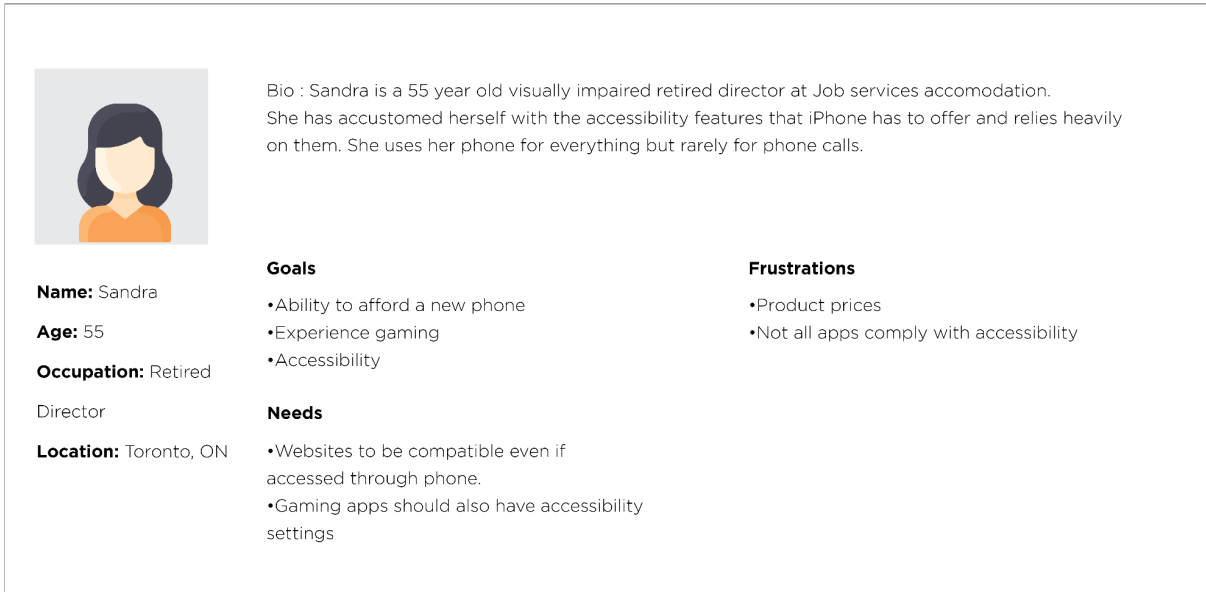 Bio : Sandra is a 55 year old visually impaired retired director at Job services accomodation.
She has accustomed herself with the accessibility features that iPhone has to offer and relies heavily
on them. She uses her phone for everything but rarely for phone calls.
Name: Sandra
Age: 55
Occupation: Retired
Director
Location: Toronto, ON
Goals
•Ability to afford a new phone
•Experience gaming
•Accessibility
Needs
•Websites to be compatible even if
accessed through phone.
•Gaming apps should also have accessibility
settings
Frustrations
•Product prices
•Not all apps comply with accessibility